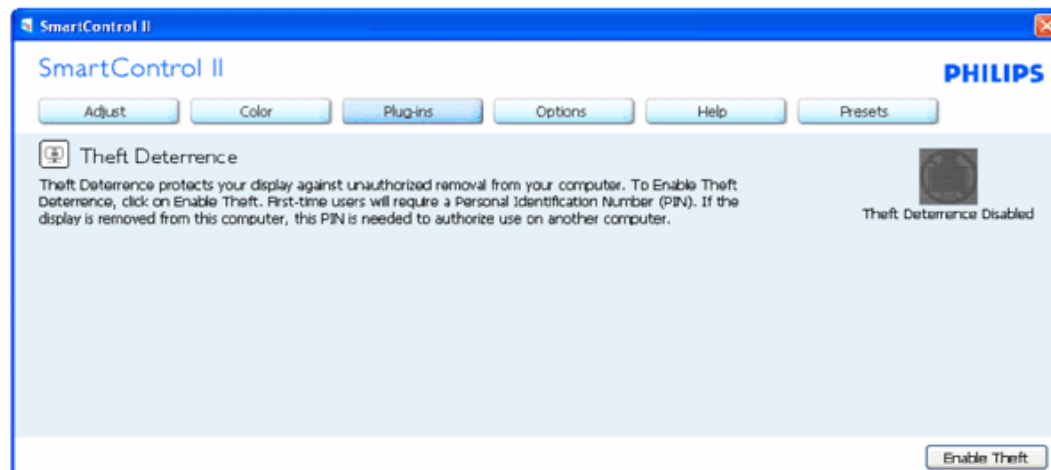 SmartControl II
SmartControl II
PHILIPS
Adjust Color Plug-ins Options Help Presets
Theft Deterrence
Theft Deterrence protects your display against unauthorized removal from your computer. To Enable Theft
Deterrence, click on Enable Theft. First-time users will require a Personal Identification Number (PIN). If the
display is removed from this computer, this PIN is needed to authorize use on another computer.
Theft Deterrence Disabled
Enable Theft